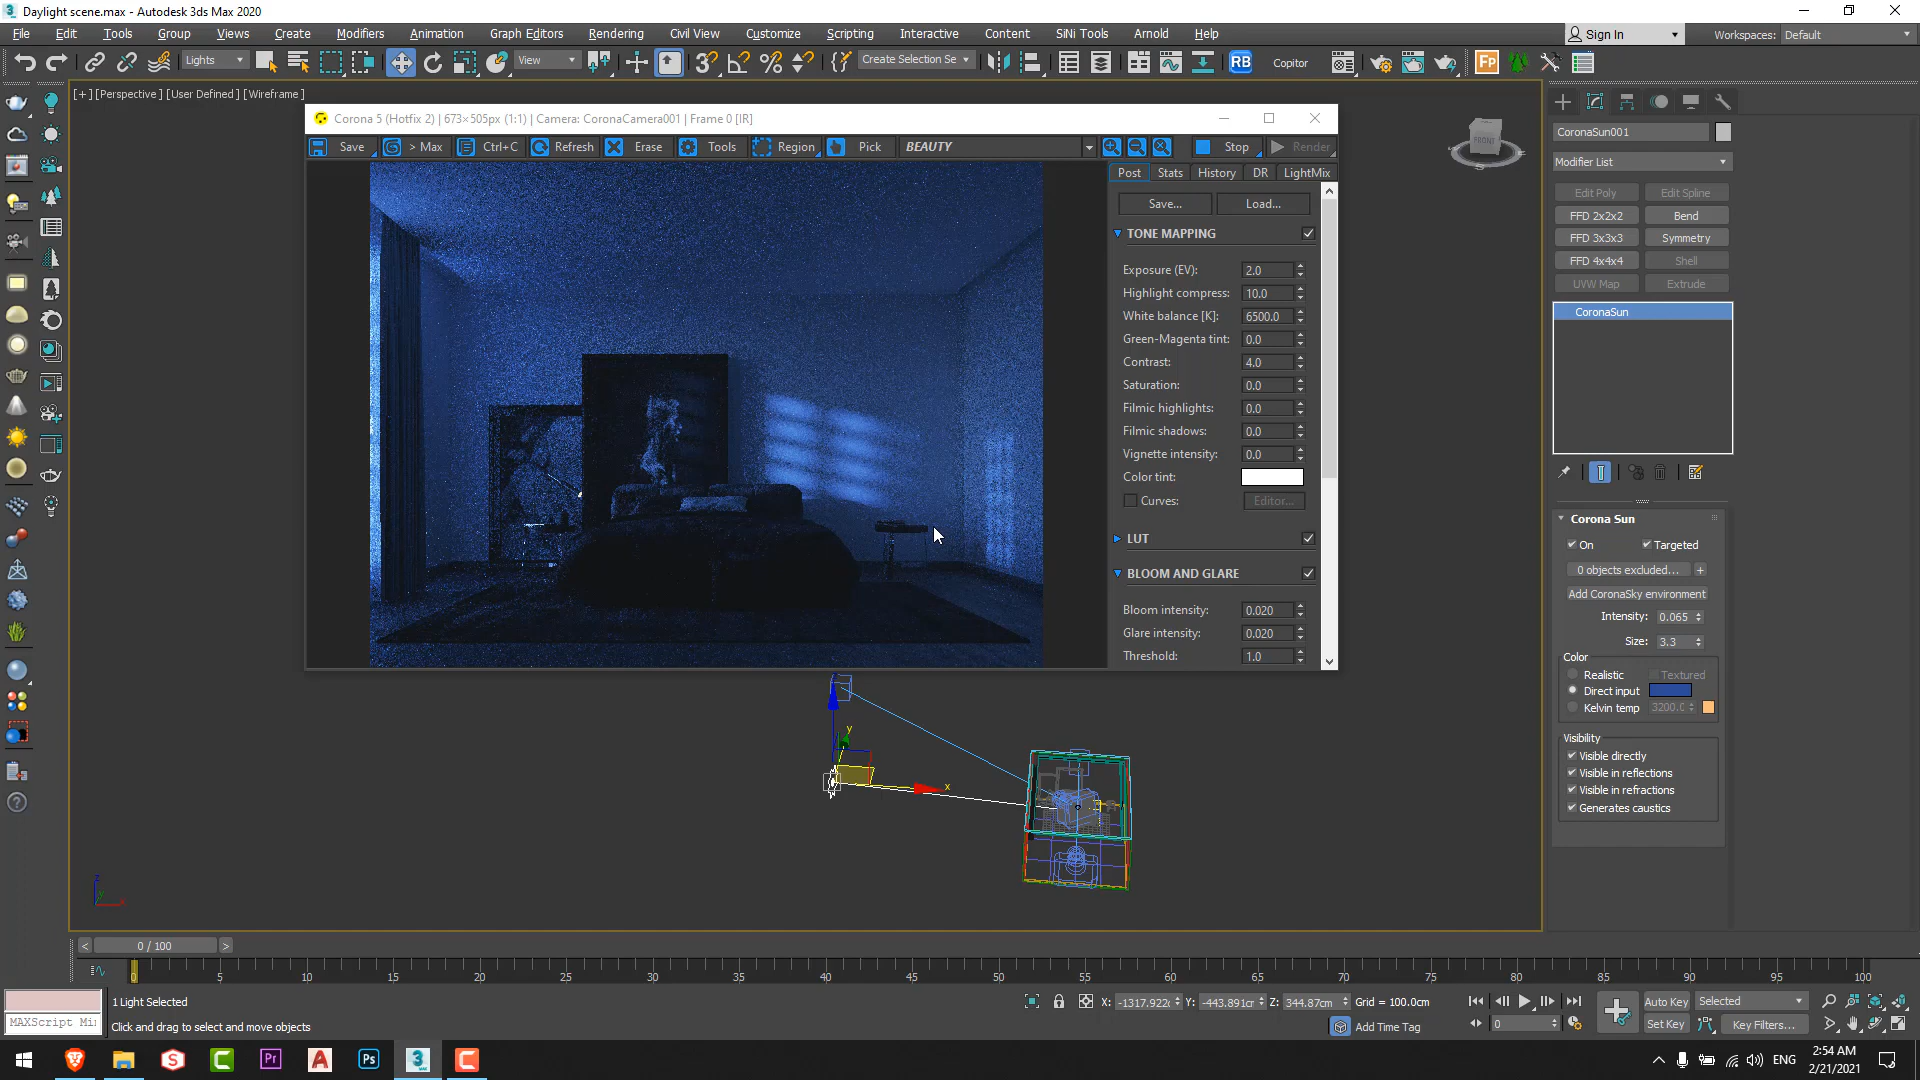 Daylight scene.max - Autodesk 3ds Max 2020
File Edit Tools Group Views Create Modifiers Animation Graph Editors Rendering Civil View Customize Scripting Interactive Content SiNi Tools Arnold Help
Sign In Workspaces: Default
Lights View Create Selection Se RB Copitor Fp
[+] [Perspective] [User Defined] [Wireframe]
Corona 5 (Hotfix 2) | 673×505px (1:1) | Camera: CoronaCamera001 | Frame 0 [IR]
Save > Max Ctrl+C Refresh Erase Tools Region Pick BEAUTY Stop Render
Post Stats History DR LightMix
Save... Load...
TONE MAPPING
Exposure (EV): 2.0
Highlight compress: 10.0
White balance [K]: 6500.0
Green-Magenta tint: 0.0
Contrast: 4.0
Saturation: 0.0
Filmic highlights: 0.0
Filmic shadows: 0.0
Vignette intensity: 0.0
Color tint:
Curves: Editor...
LUT
BLOOM AND GLARE
Bloom intensity: 0.020
Glare intensity: 0.020
Threshold: 1.0
FRONT
CoronaSun001
Modifier List
Edit Poly Edit Spline
FFD 2x2x2 Bend
FFD 3x3x3 Symmetry
FFD 4x4x4 Shell
UVW Map Extrude
CoronaSun
Corona Sun
On Targeted
0 objects excluded... +
Add CoronaSky environment
Intensity: 0.065
Size: 3.3
Color
Realistic Textured
Direct input
Kelvin temp 3200.0
Visibility
Visible directly
Visible in reflections
Visible in refractions
Generates caustics
y
x
z
< 0 / 100 >
0 5 10 15 20 25 30 35 40 45 50 55 60 65 70 75 80 85 90 95 100
1 Light Selected
MAXScript Mi
Click and drag to select and move objects
X: -1317.922c Y: -443.891cm Z: 344.87cm Grid = 100.0cm
Add Time Tag
0
Auto Key Selected
Set Key Key Filters...
Pr A Ps 3
ENG
2:54 AM
2/21/2021